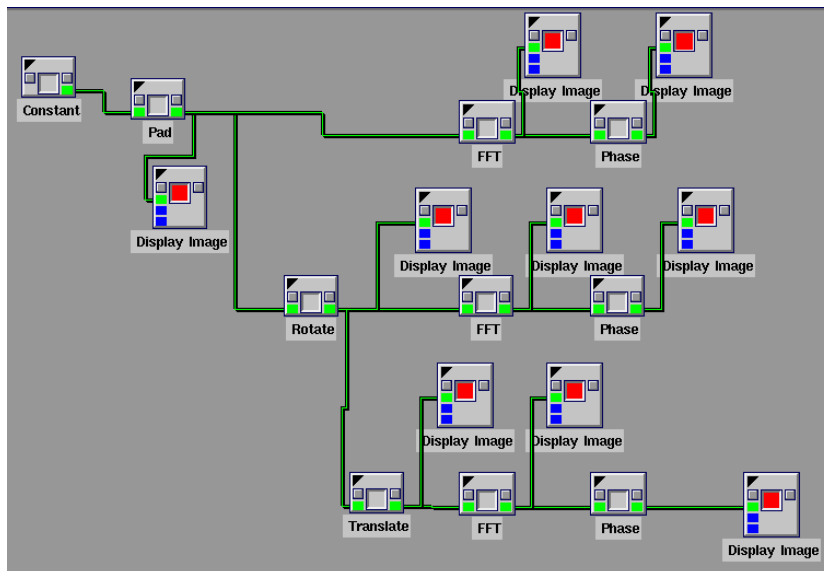 Display Image
Display Image
Constant
Pad
FFT
Phase
Display Image
Display Image
Display Image
Display Image
Rotate
FFT
Phase
Display Image
Display Image
Translate
FFT
Phase
Display Image